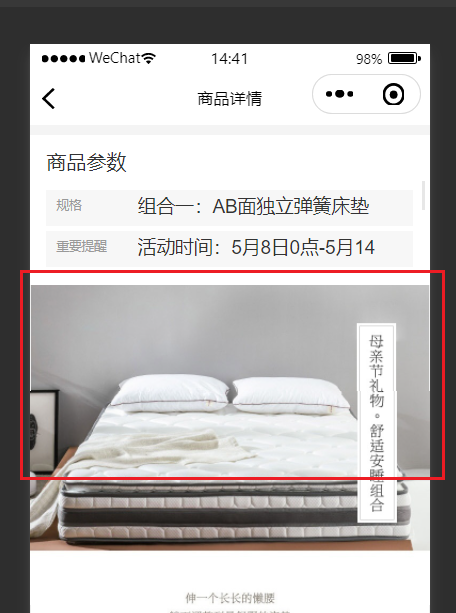 WeChat 14:41 98%
商品详情
商品参数
规格 组合一：AB面独立弹簧床垫
重要提醒 活动时间：5月8日0点-5月14
母亲节礼物。舒适安睡组合
伸一个长长的懒腰